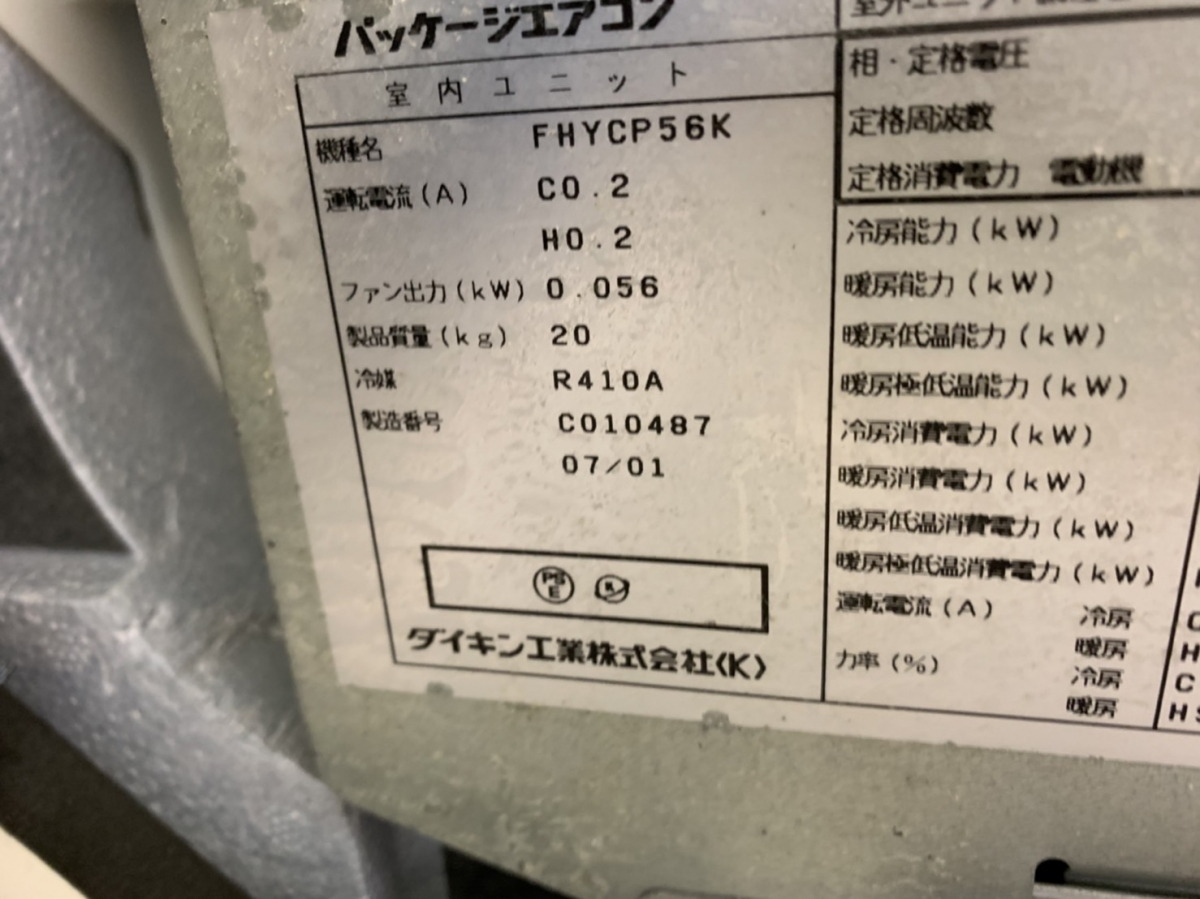 パッケージエアコン
室内ユニット
機種名 FHYCP56K
運転電流(A) C0.2
H0.2
ファン出力(kW) 0.056
製品質量(kg) 20
冷媒 R410A
製造番号 C010487
07/01
PS
E
ダイキン工業株式会社(K)
室外ユニット
相・定格電圧
定格周波数
定格消費電力 電動機
冷房能力(kW)
暖房能力(kW)
暖房低温能力(kW)
暖房極低温能力(kW)
冷房消費電力(kW)
暖房消費電力(kW)
暖房低温消費電力(kW)
暖房極低温消費電力(kW)
運転電流(A) 冷房 C
暖房 H
力率(%) 冷房 C
暖房 H